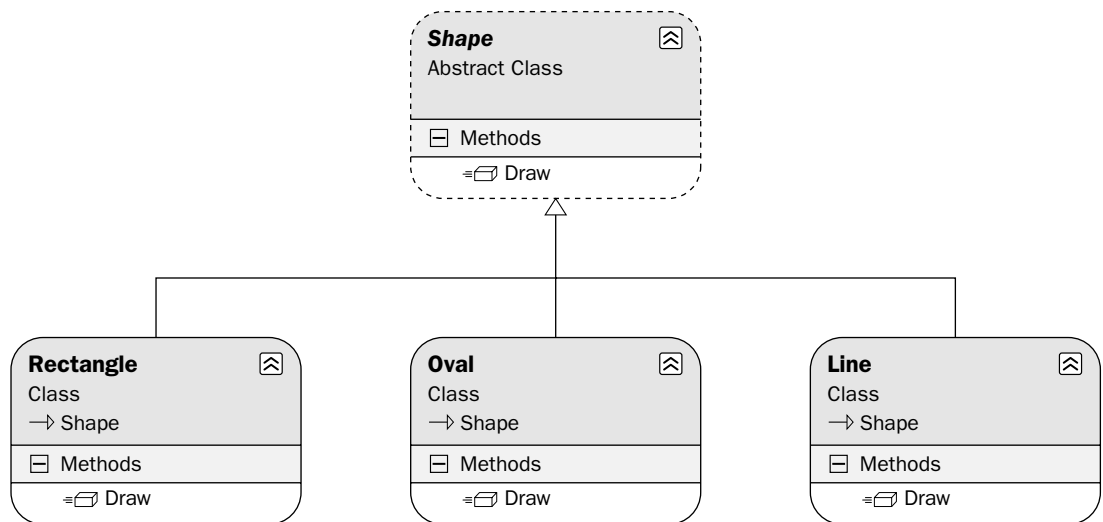 Shape
Abstract Class
Methods
Draw
Rectangle
Class
Shape
Methods
Draw
Oval
Class
Shape
Methods
Draw
Line
Class
Shape
Methods
Draw